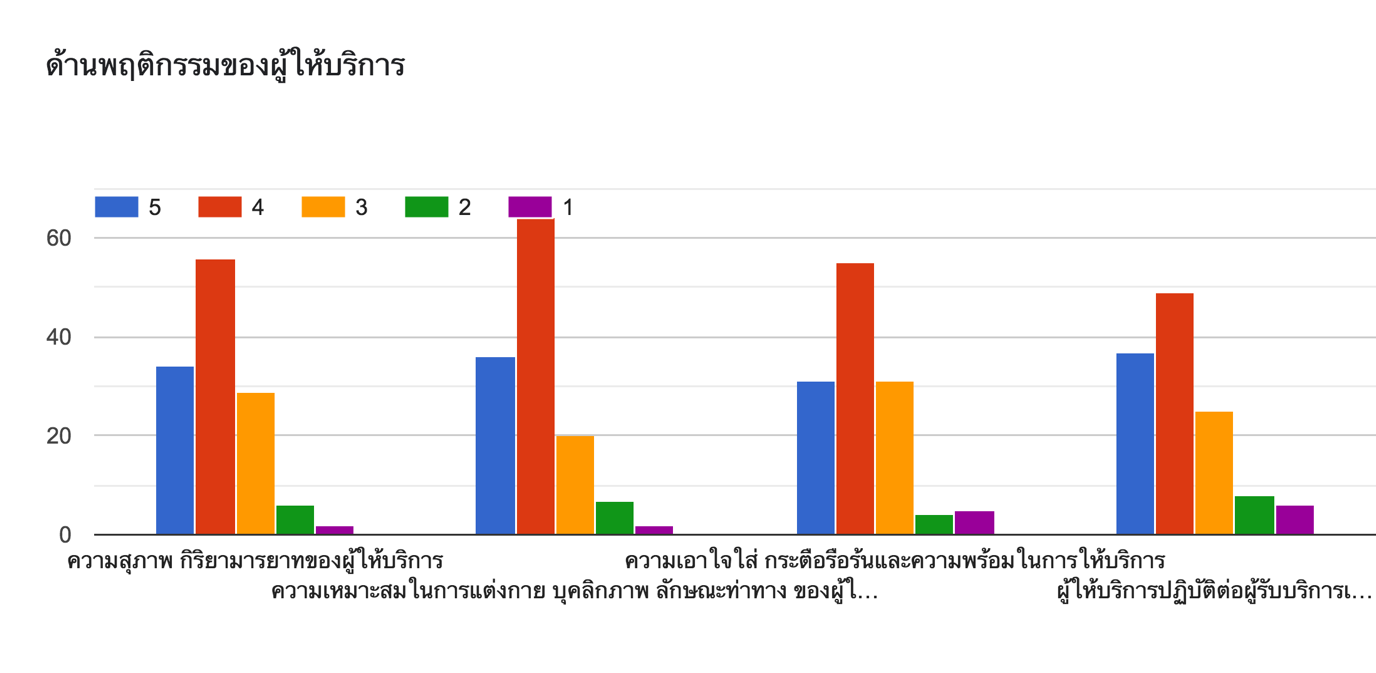 ด้านพฤติกรรมของผู้ให้บริการ
5 4 3 2 1
60
40
20
0
ความสุภาพ กิริยามารยาทของผู้ให้บริการ ความเอาใจใส่ กระตือรือร้นและความพร้อมในการให้บริการ
ความเหมาะสมในการแต่งกาย บุคลิกภาพ ลักษณะท่าทาง ของผู้ใ... ผู้ให้บริการปฏิบัติต่อผู้รับบริการเ...